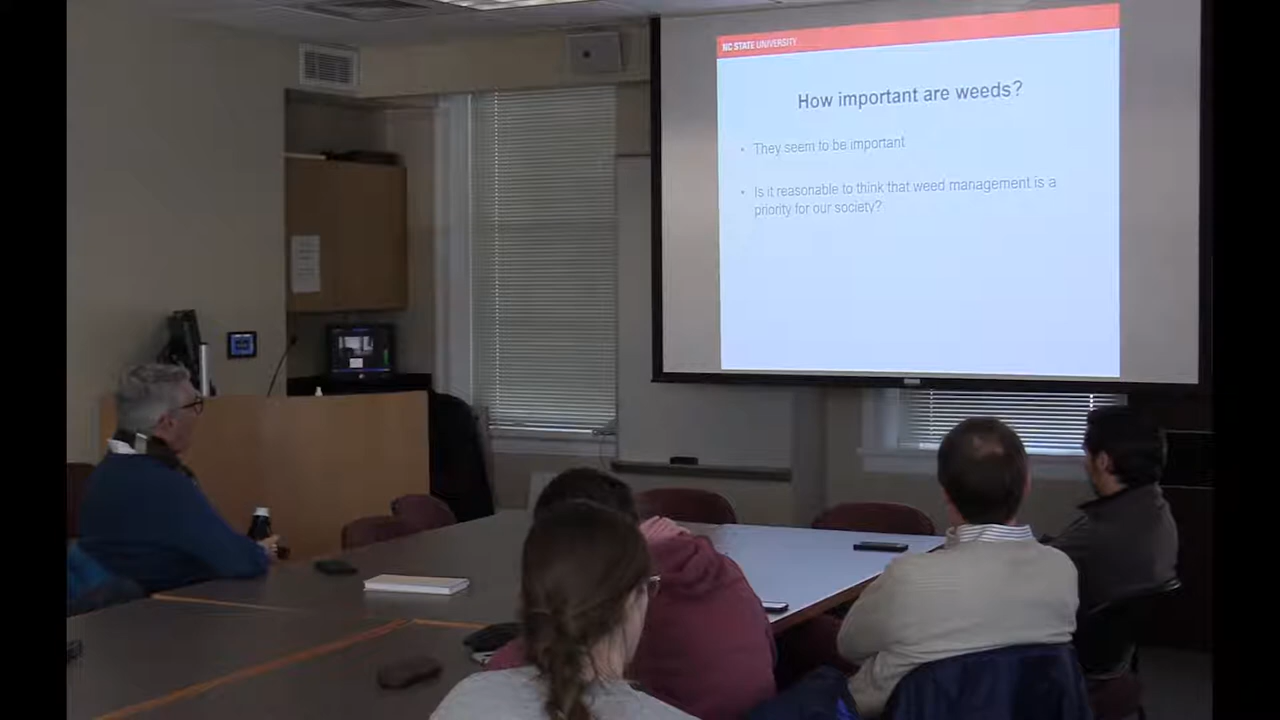 NC STATE UNIVERSITY
How important are weeds?
• They seem to be important
• Is it reasonable to think that weed management is a
priority for our society?